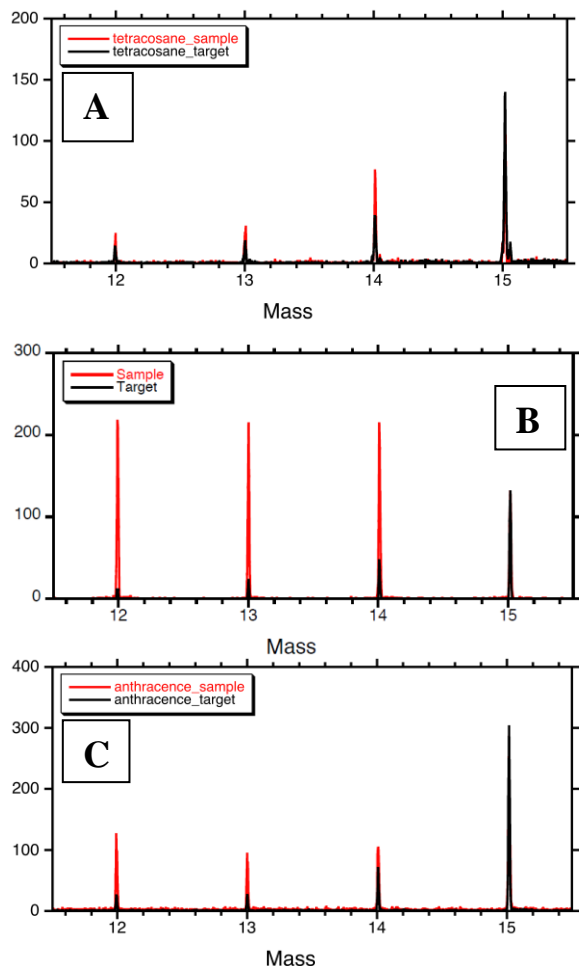 200
tetracosane_sample
tetracosane_target
A
150
100
50
0
12 13 14 15
Mass
300
Sample
Target
B
200
100
0
12 13 14 15
Mass
400
anthracence_sample
anthracence_target
C
300
200
100
0
12 13 14 15
Mass